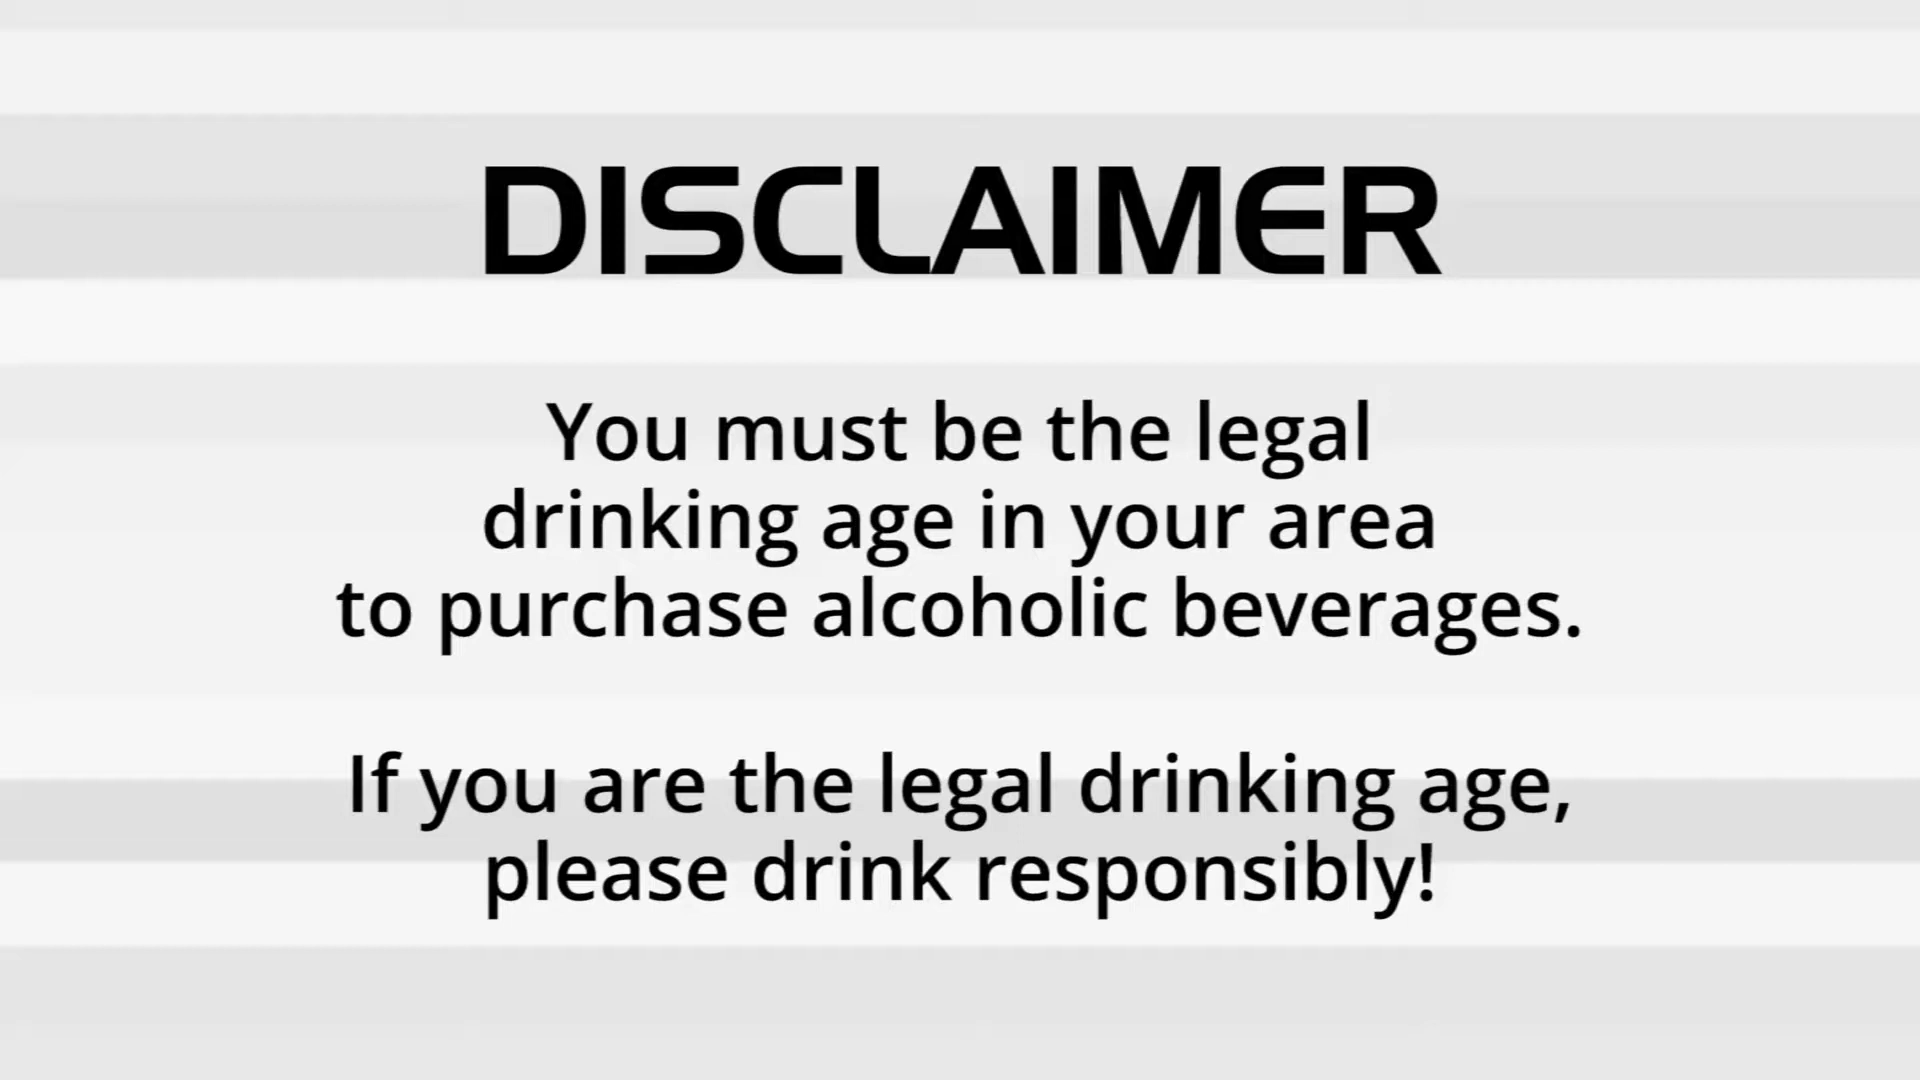 DISCLAIMER
You must be the legal
drinking age in your area
to purchase alcoholic beverages.
If you are the legal drinking age,
please drink responsibly!